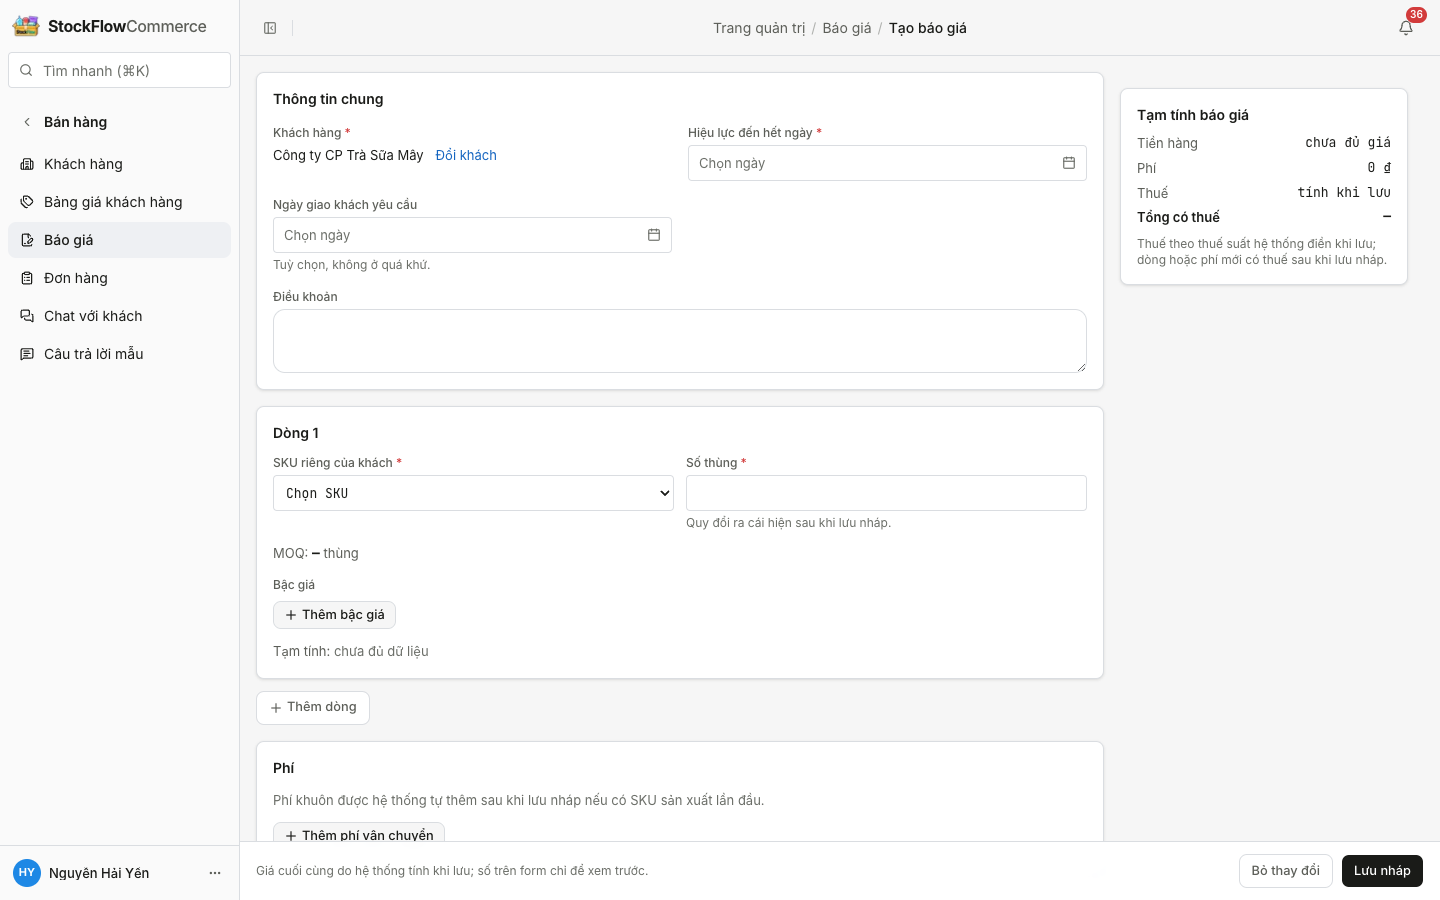 StockFlowCommerce
Tìm nhanh (⌘K)
Bán hàng
Khách hàng
Bảng giá khách hàng
Báo giá
Đơn hàng
Chat với khách
Câu trả lời mẫu
HY
Nguyễn Hải Yến
Trang quản trị / Báo giá / Tạo báo giá
36
Thông tin chung
Khách hàng *
Công ty CP Trà Sữa Mây Đổi khách
Hiệu lực đến hết ngày *
Chọn ngày
Ngày giao khách yêu cầu
Chọn ngày
Tuỳ chọn, không ở quá khứ.
Điều khoản
Dòng 1
SKU riêng của khách *
Chọn SKU
Số thùng *
Quy đổi ra cái hiện sau khi lưu nháp.
MOQ: – thùng
Bậc giá
Thêm bậc giá
Tạm tính: chưa đủ dữ liệu
Thêm dòng
Phí
Phí khuôn được hệ thống tự thêm sau khi lưu nháp nếu có SKU sản xuất lần đầu.
Thêm phí vận chuyển
Tạm tính báo giá
Tiền hàng chưa đủ giá
Phí 0 ₫
Thuế tính khi lưu
Tổng có thuế –
Thuế theo thuế suất hệ thống điền khi lưu;
dòng hoặc phí mới có thuế sau khi lưu nháp.
Giá cuối cùng do hệ thống tính khi lưu; số trên form chỉ để xem trước.
Bỏ thay đổi
Lưu nháp